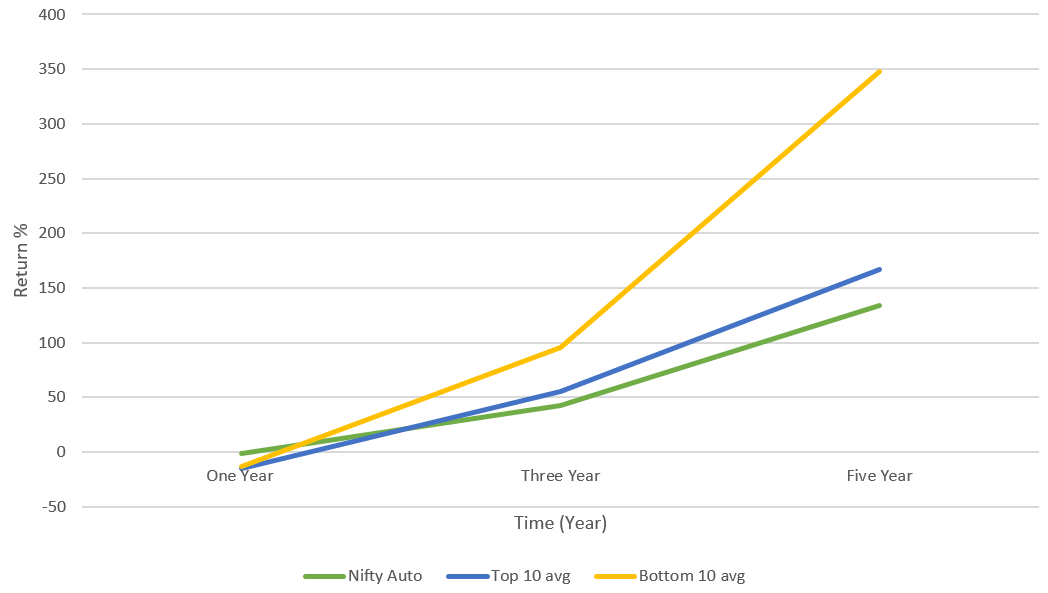 400
350
300
250
200
150
100
50
0
-50
Return %
One Year Three Year Five Year
Time (Year)
Nifty Auto Top 10 avg Bottom 10 avg